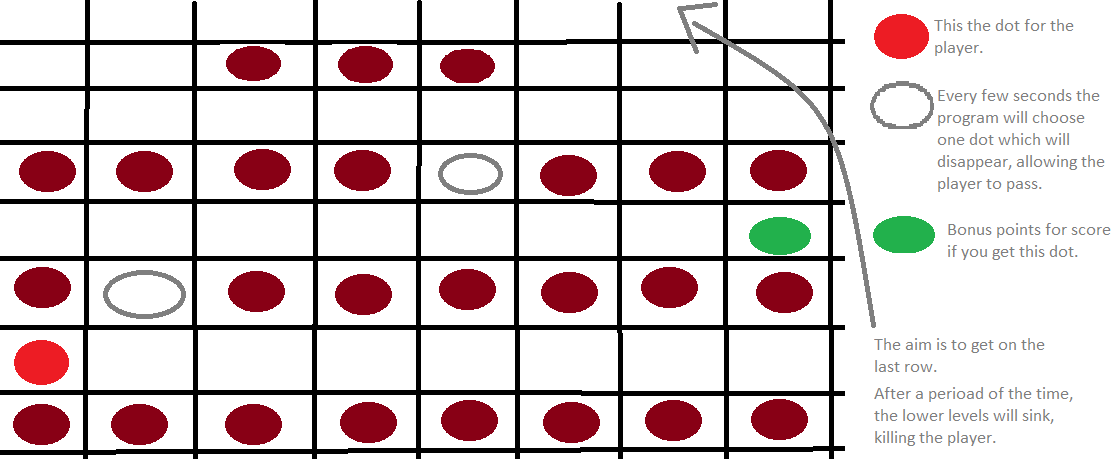 This the dot for the
player.
Every few seconds the
program will choose
one dot which will
disappear, allowing the
player to pass.
Bonus points for score
if you get this dot.
The aim is to get on the
last row.
After a perioad of the time,
the lower levels will sink,
killing the player.